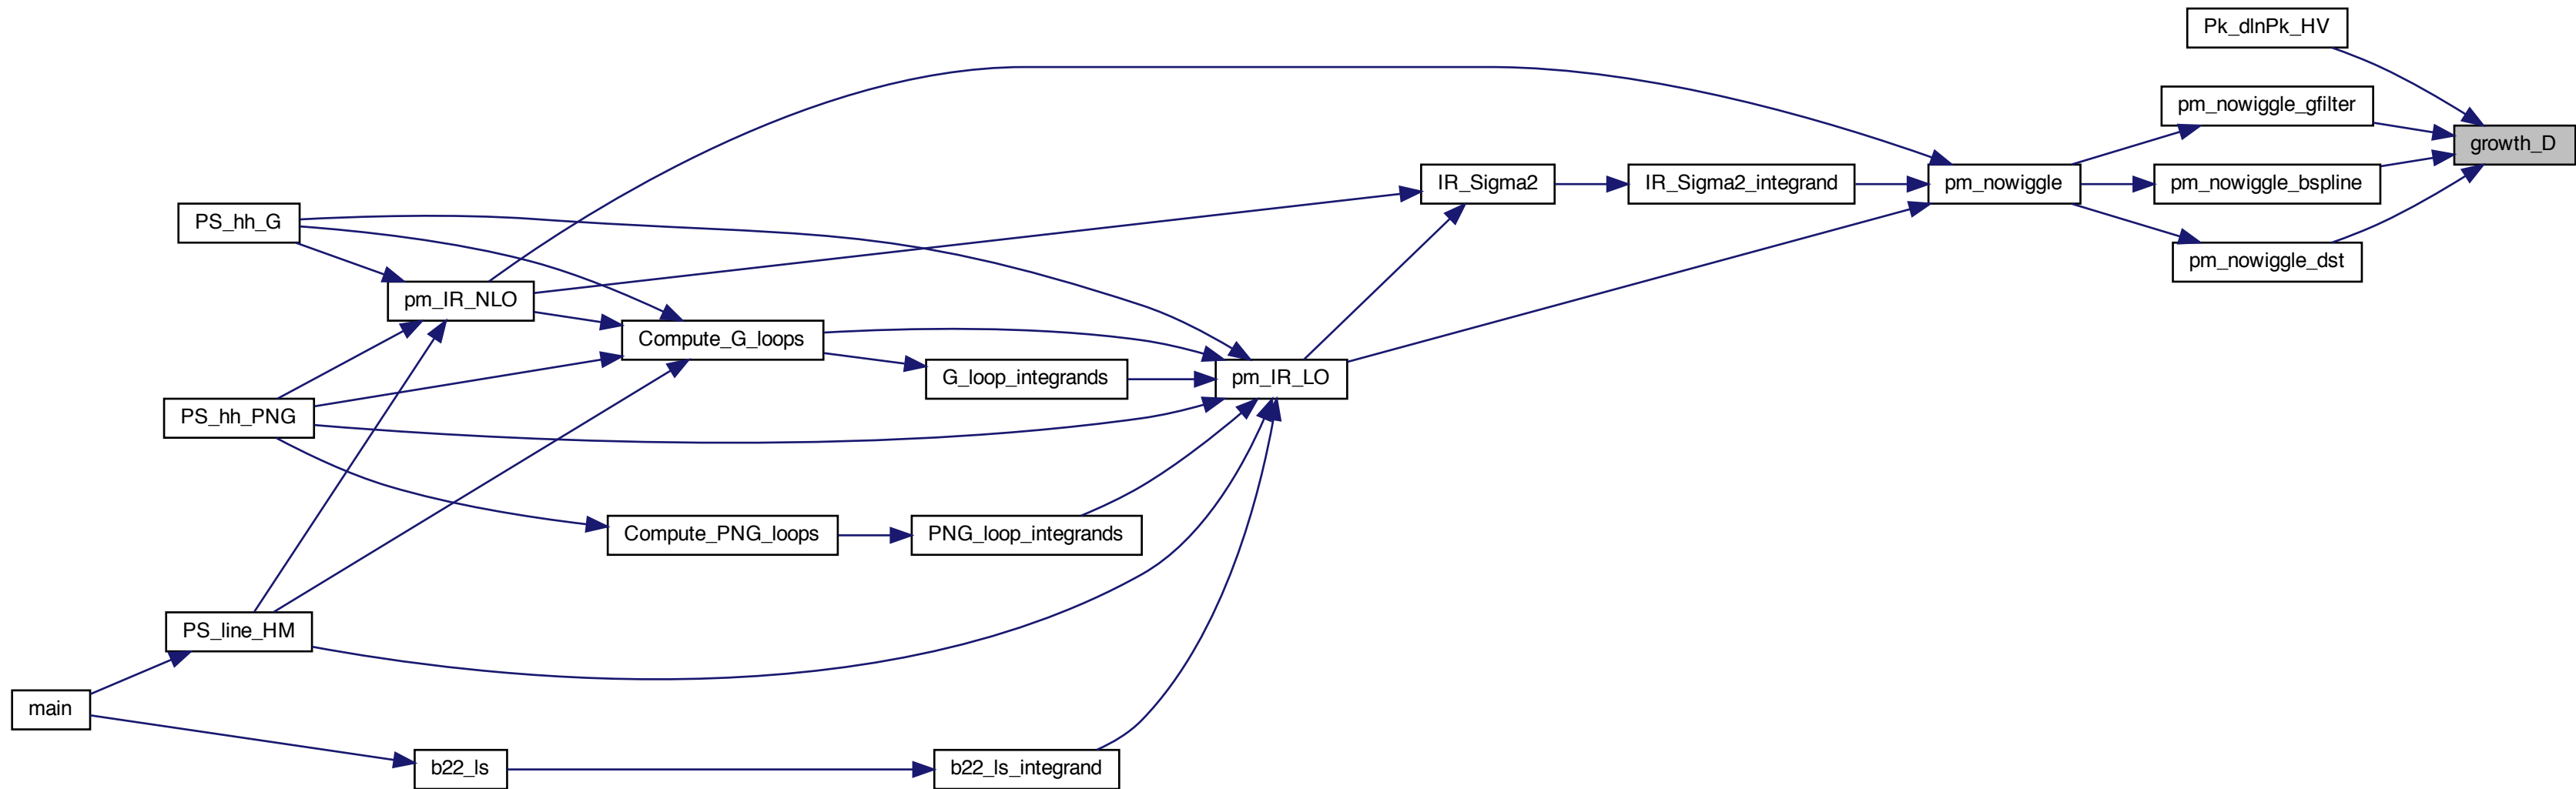 Pk_dlnPk_HV
pm_nowiggle_gfilter
growth_D
IR_Sigma2
IR_Sigma2_integrand
pm_nowiggle
pm_nowiggle_bspline
PS_hh_G
pm_nowiggle_dst
pm_IR_NLO
Compute_G_loops
G_loop_integrands
pm_IR_LO
PS_hh_PNG
Compute_PNG_loops
PNG_loop_integrands
PS_line_HM
main
b22_ls
b22_ls_integrand